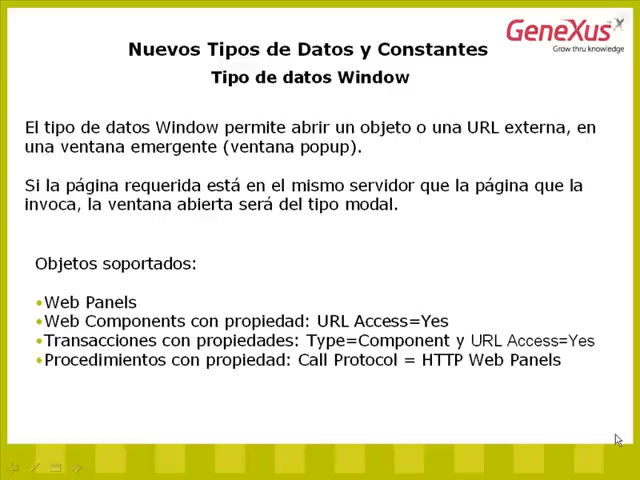 GeneXus X
Grow thru knowledge
Nuevos Tipos de Datos y Constantes
Tipo de datos Window
El tipo de datos Window permite abrir un objeto o una URL externa, en
una ventana emergente (ventana popup).
Si la página requerida está en el mismo servidor que la página que la
invoca, la ventana abierta será del tipo modal.
Objetos soportados:
•Web Panels
•Web Components con propiedad: URL Access=Yes
•Transacciones con propiedades: Type=Component y URL Access=Yes
•Procedimientos con propiedad: Call Protocol = HTTP Web Panels